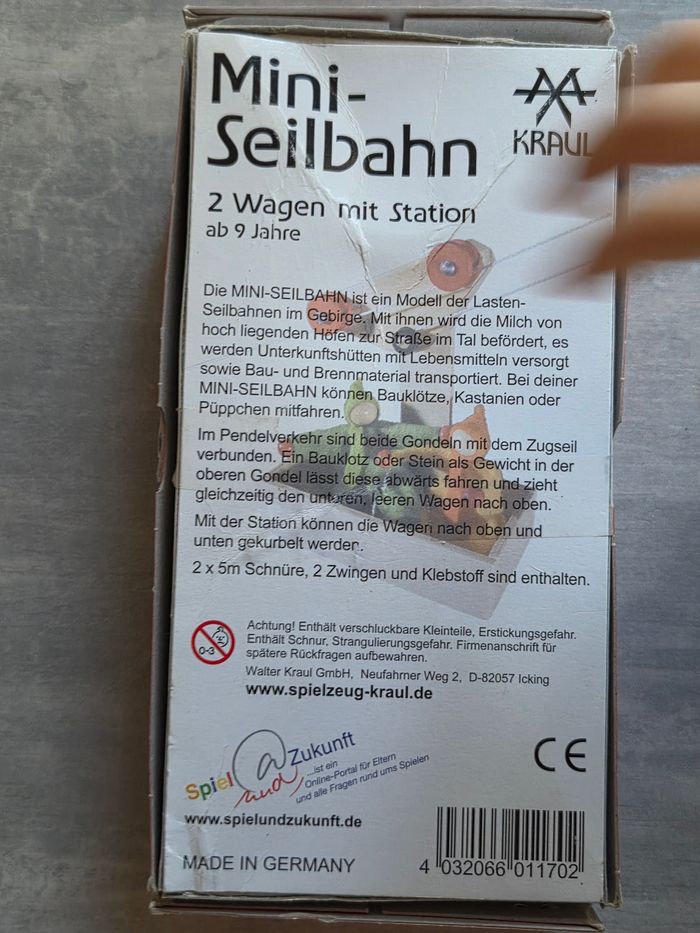 Mini-
Seilbahn
KRAUL
2 Wagen mit Station
ab 9 Jahre
Die MINI-SEILBAHN ist ein Modell der Lasten-
Seilbahnen im Gebirge. Mit ihnen wird die Milch von
hoch liegenden Höfen zur Straße im Tal befördert, es
werden Unterkunftshütten mit Lebensmitteln versorgt
sowie Bau- und Brennmaterial transportiert. Bei deiner
MINI-SEILBAHN können Bauklötze, Kastanien oder
Püppchen mitfahren.
Im Pendelverkehr sind beide Gondeln mit dem Zugseil
verbunden. Ein Bauklotz oder Stein als Gewicht in der
oberen Gondel lässt diese abwärts fahren und zieht
gleichzeitig den unteren, leeren Wagen nach oben.
Mit der Station können die Wagen nach oben und
unten gekurbelt werden.
2 x 5m Schnüre, 2 Zwingen und Klebstoff sind enthalten.
0-3
Achtung! Enthält verschluckbare Kleinteile, Erstickungsgefahr.
Enthält Schnur, Strangulierungsgefahr. Firmenanschrift für
spätere Rückfragen aufbewahren.
Walter Kraul GmbH, Neufahrner Weg 2, D-82057 Icking
www.spielzeug-kraul.de
Spiel und @ Zukunft
...ist ein
Online-Portal für Eltern
und alle Fragen rund ums Spielen
www.spielundzukunft.de
CE
MADE IN GERMANY
4 032066 011702